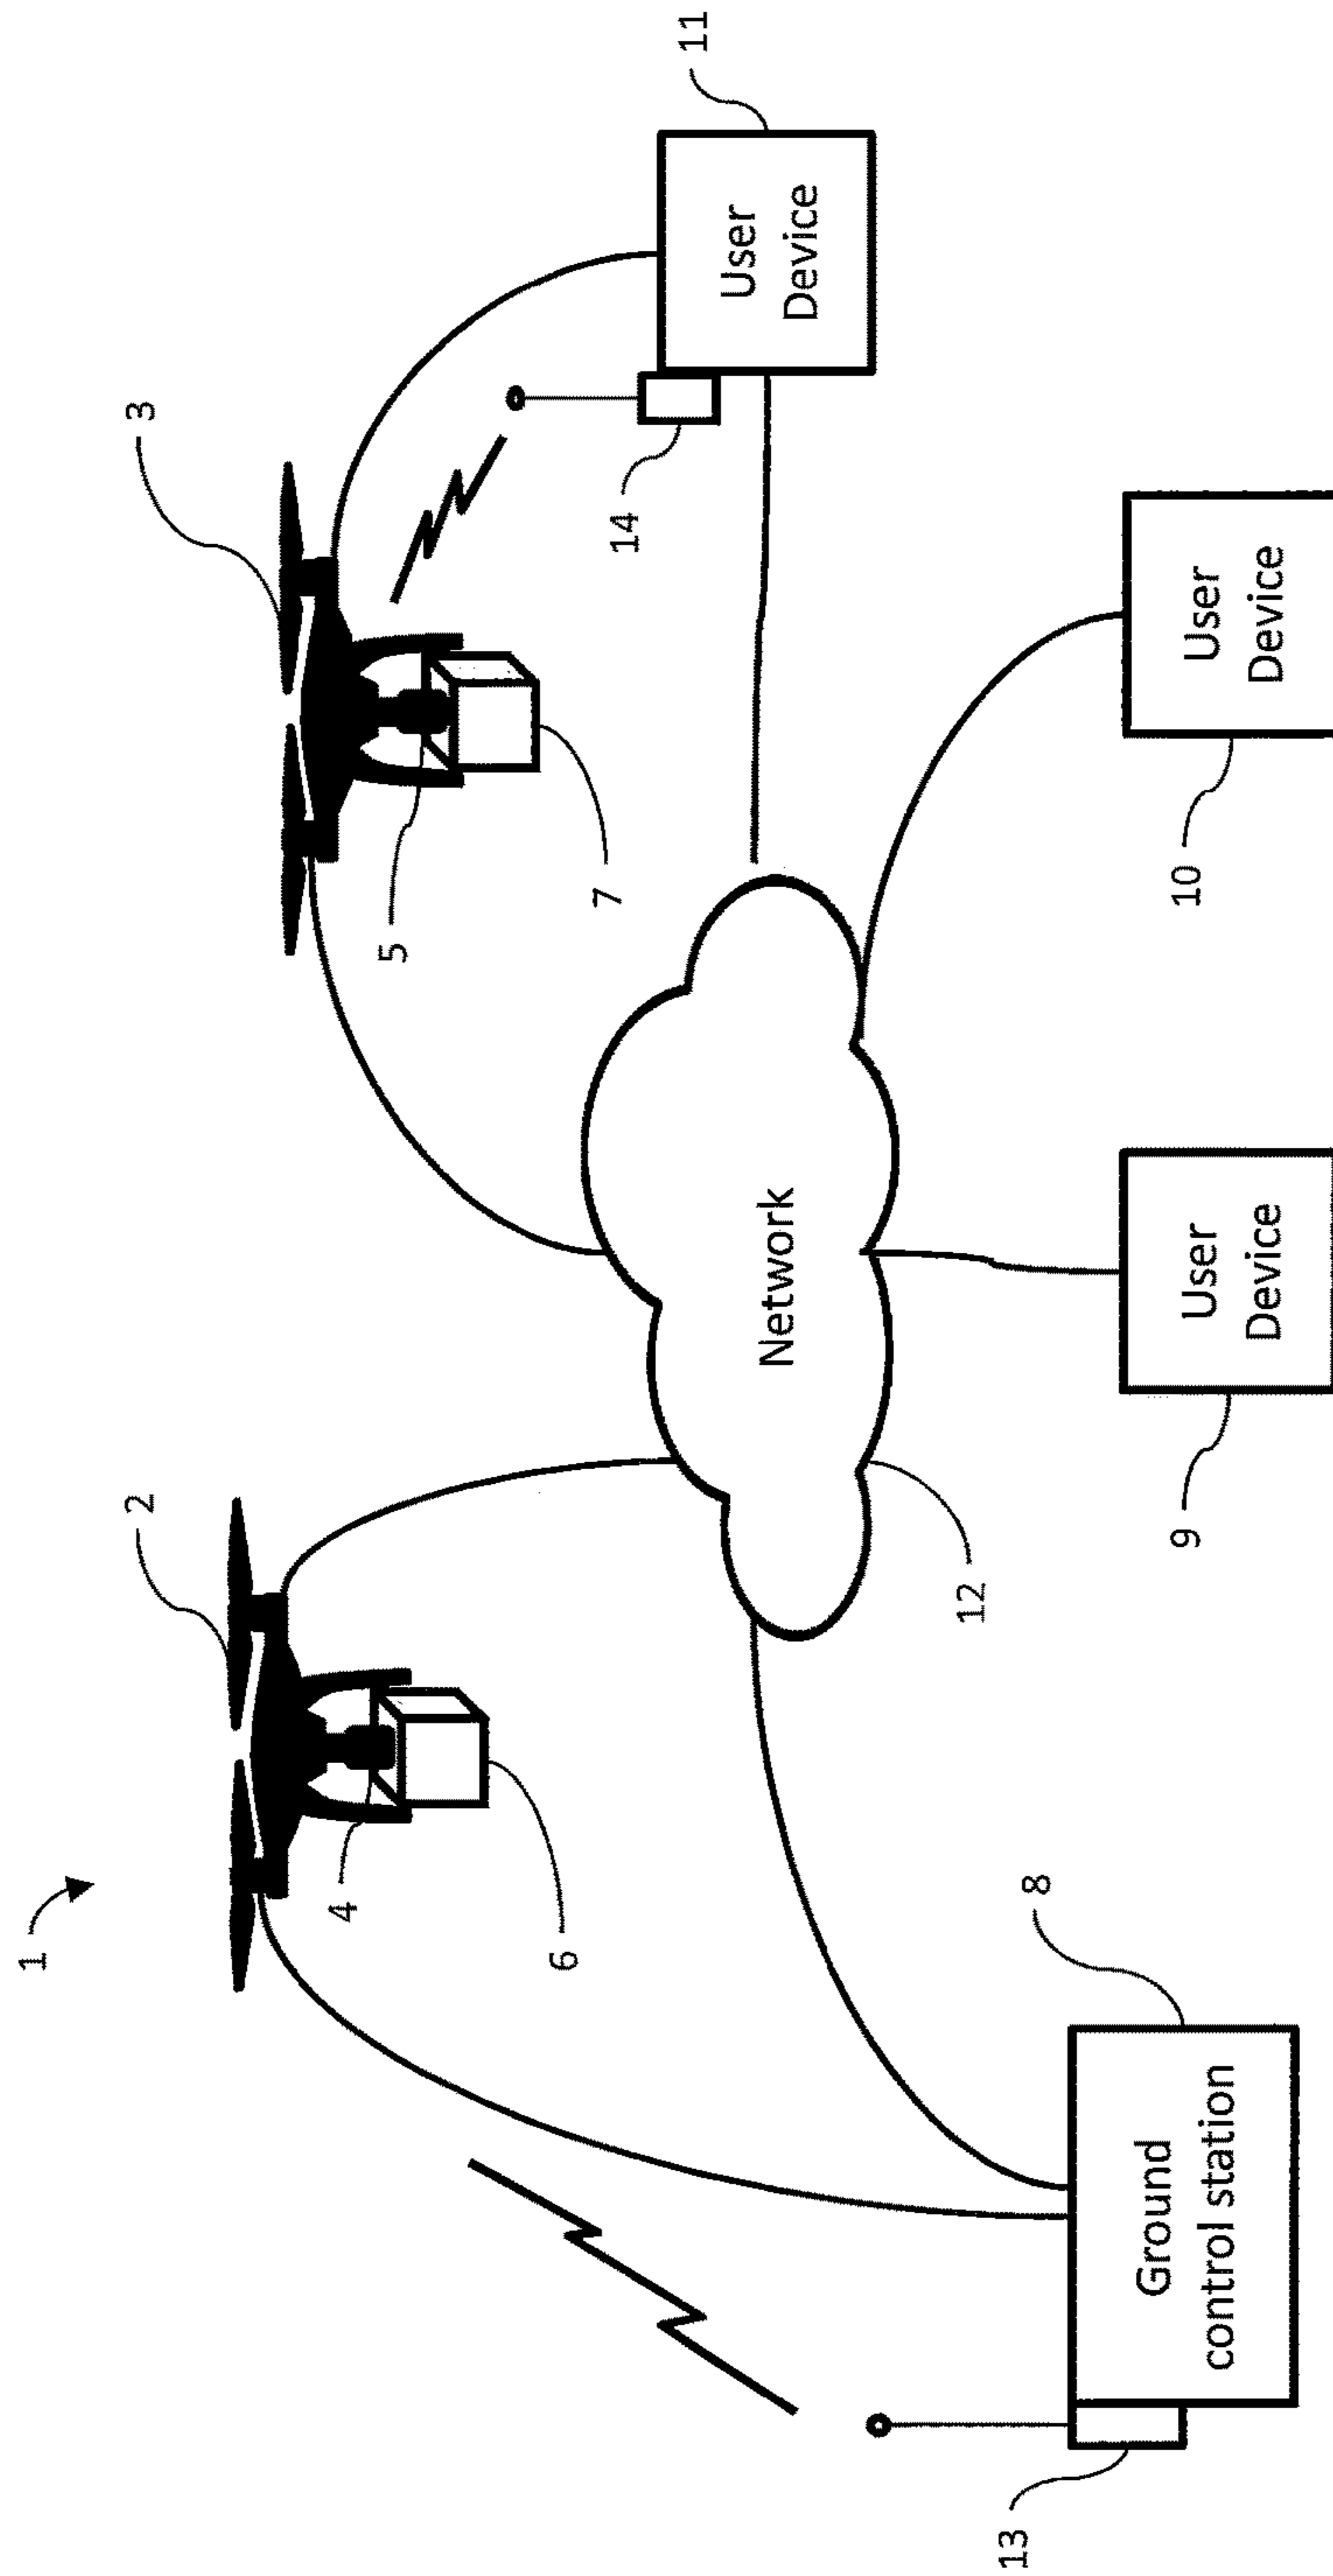 1
2
3
4
5
6
7
11
User
Device
14
Network
12
8
Ground
control station
13
9
User
Device
10
User
Device